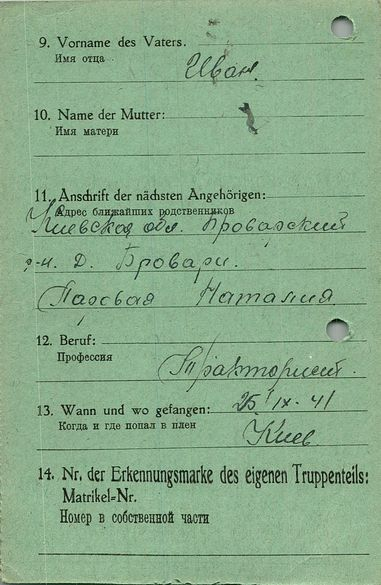 9. Vorname des Vaters.
Имя отца
Иван.
10. Name der Mutter:
Имя матери
11. Anschrift der nächsten Angehörigen:
Адрес ближайших родственников
Киевская обл. Броварский
р-н. Д. Бровари.
Пазовая Наталия
12. Beruf:
Профессия
Тракторист.
13. Wann und wo gefangen: 25/IX-41
Когда и где попал в плен
Киев
14. Nr. der Erkennungsmarke des eigenen Truppenteils:
Matrikel-Nr.
Номер в собственной части